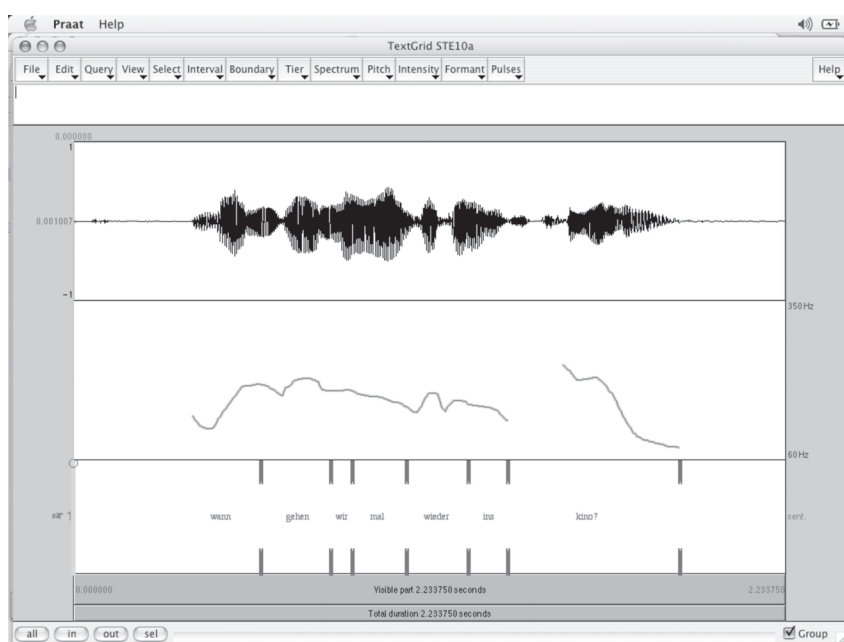 Praat Help
TextGrid STE10a
File Edit Query View Select Interval Boundary Tier Spectrum Pitch Intensity Formant Pulses Help
0.000000
1
0.001007
-1
350 Hz
60 Hz
1 wann gehen wir mal wieder ins kino? sent.
0.000000 Visible part 2.233750 seconds 2.233750
Total duration 2.233750 seconds
all in out sel Group